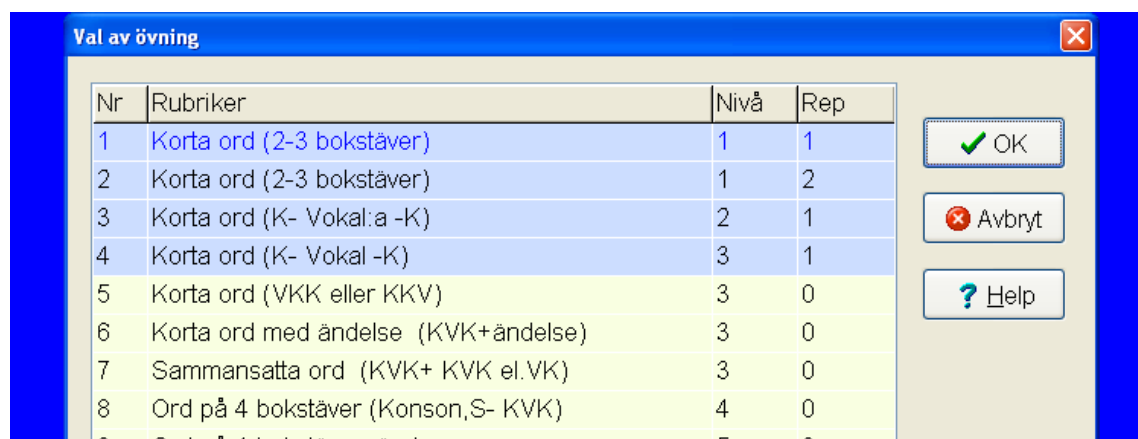 Val av övning
Nr Rubriker Nivå Rep
1 Korta ord (2-3 bokstäver) 1 1
2 Korta ord (2-3 bokstäver) 1 2
3 Korta ord (K- Vokal:a -K) 2 1
4 Korta ord (K- Vokal -K) 3 1
5 Korta ord (VKK eller KKV) 3 0
6 Korta ord med ändelse (KVK+ändelse) 3 0
7 Sammansatta ord (KVK+ KVK el.VK) 3 0
8 Ord på 4 bokstäver (Konson,S- KVK) 4 0
OK
Avbryt
? Help